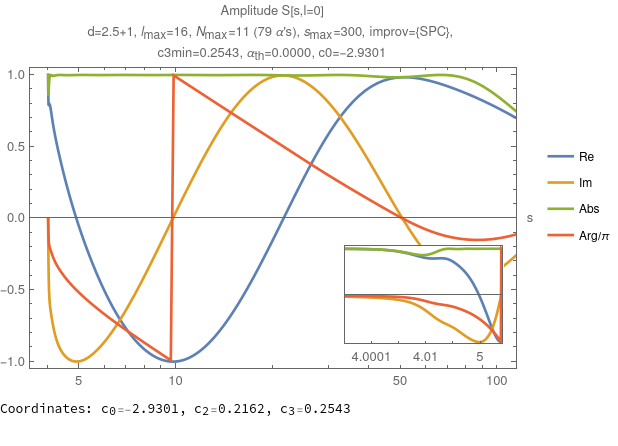 Amplitude S[s,l=0]
d=2.5+1, lmax=16, Nmax=11 (79 α's), smax=300, improv={SPC},
c3min=0.2543, αth=0.0000, c0=−2.9301
1.0
0.5
0.0
−0.5
−1.0
5
10
50
100
s
4.0001
4.01
5
Re
Im
Abs
Arg/π
Coordinates: c0=−2.9301, c2=0.2162, c3=0.2543